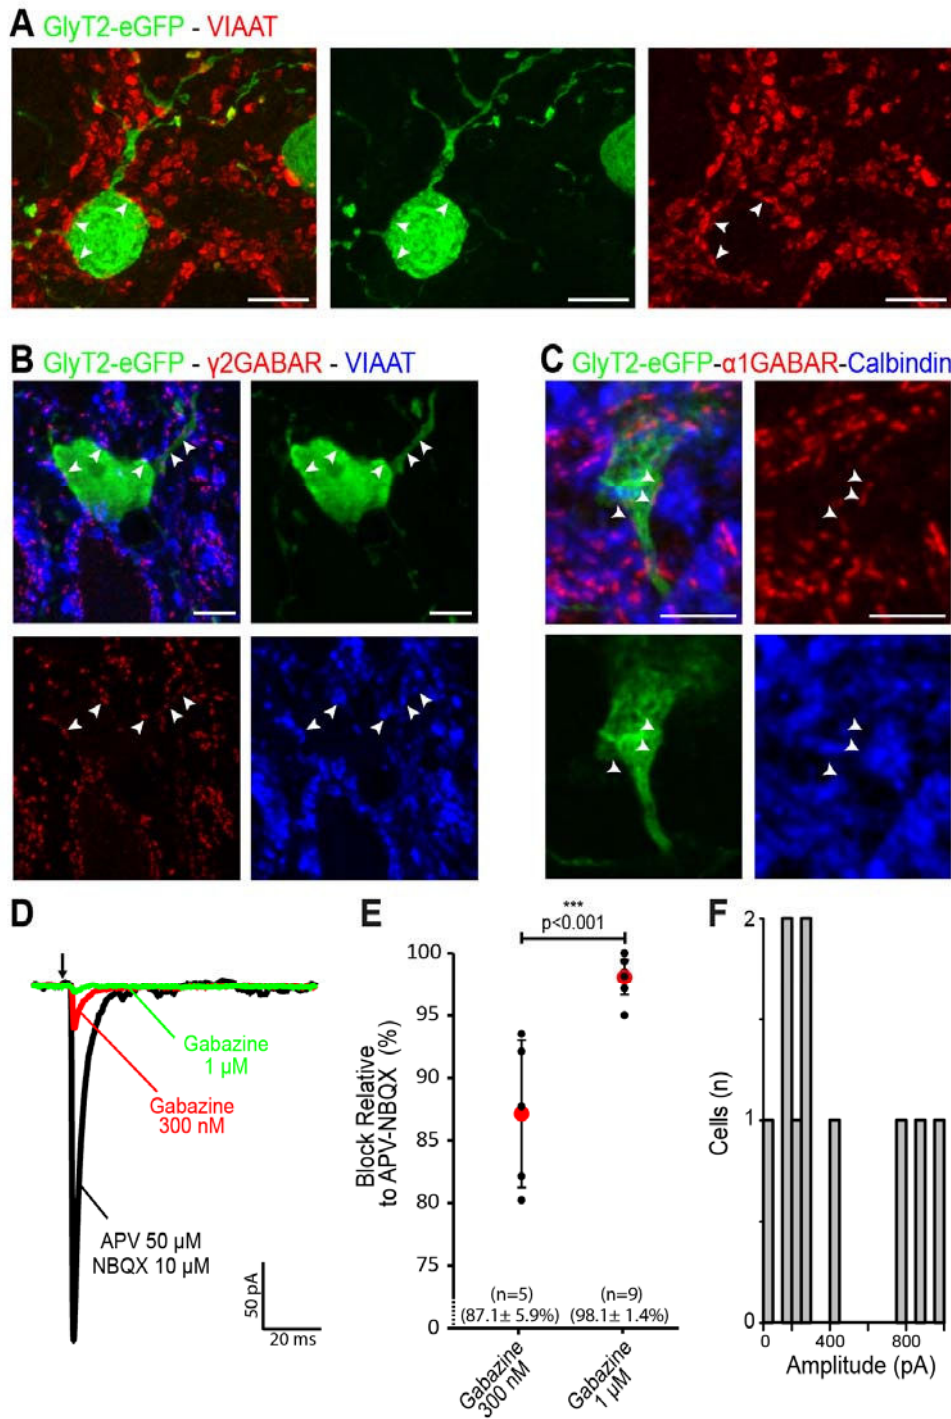 A GlyT2-eGFP - VIAAT
B GlyT2-eGFP - γ2GABAR - VIAAT
C GlyT2-eGFP-α1GABAR-Calbindin
D
Gabazine
1 µM
Gabazine
300 nM
APV 50 µM
NBQX 10 µM
50 pA
20 ms
E
***
p<0.001
Block Relative
to APV-NBQX (%)
100
95
90
85
80
75
0
(n=5)
(87.1± 5.9%)
(n=9)
(98.1± 1.4%)
Gabazine
300 nM
Gabazine
1 µM
F
Cells (n)
2
1
0
0
400
800
Amplitude (pA)